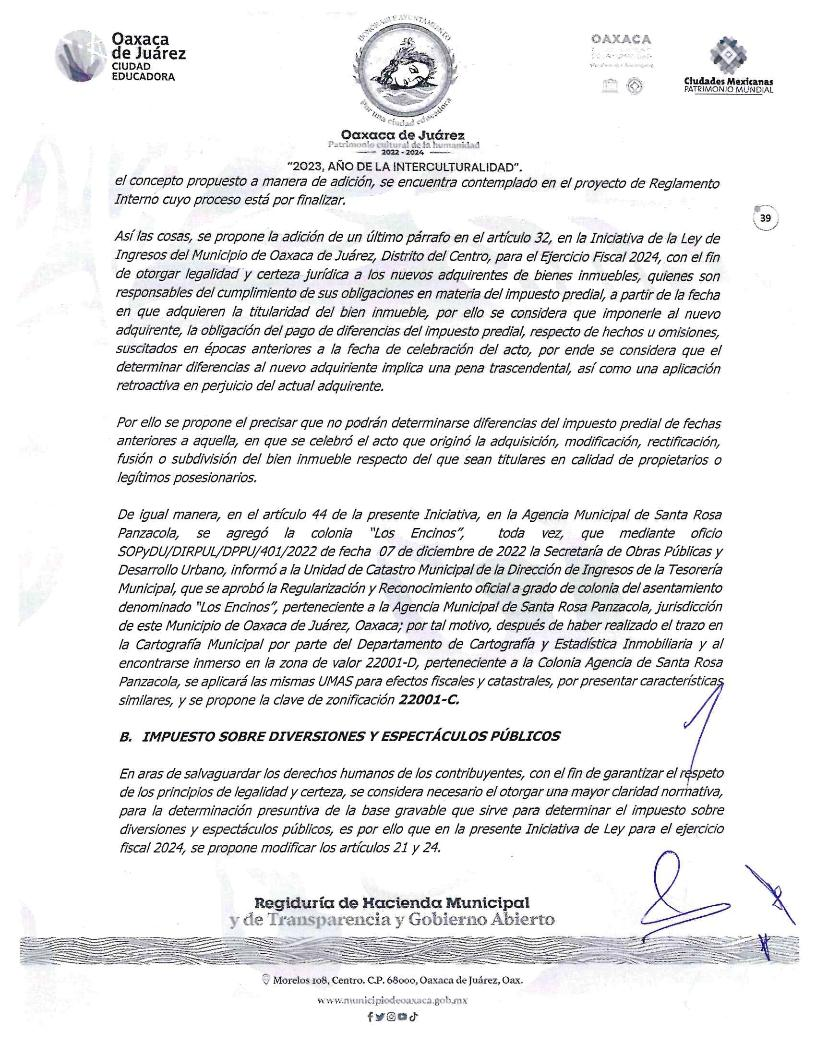 Oaxaca
de Juárez
CIUDAD
EDUCADORA
HONORABLE AYUNTAMIENTO
Por una ciudad educadora
Oaxaca de Juárez
Patrimonio cultural de la humanidad
2022 - 2024
OAXACA
Ciudades Mexicanas
PATRIMONIO MUNDIAL
"2023, AÑO DE LA INTERCULTURALIDAD".
39
el concepto propuesto a manera de adición, se encuentra contemplado en el proyecto de Reglamento
Interno cuyo proceso está por finalizar.
Así las cosas, se propone la adición de un último párrafo en el artículo 32, en la Iniciativa de la Ley de
Ingresos del Municipio de Oaxaca de Juárez, Distrito del Centro, para el Ejercicio Fiscal 2024, con el fin
de otorgar legalidad y certeza jurídica a los nuevos adquirentes de bienes inmuebles, quienes son
responsables del cumplimiento de sus obligaciones en materia del impuesto predial, a partir de la fecha
en que adquieren la titularidad del bien inmueble, por ello se considera que imponerle al nuevo
adquirente, la obligación del pago de diferencias del impuesto predial, respecto de hechos u omisiones,
suscitados en épocas anteriores a la fecha de celebración del acto, por ende se considera que el
determinar diferencias al nuevo adquiriente implica una pena trascendental, así como una aplicación
retroactiva en perjuicio del actual adquirente.
Por ello se propone el precisar que no podrán determinarse diferencias del impuesto predial de fechas
anteriores a aquella, en que se celebró el acto que originó la adquisición, modificación, rectificación,
fusión o subdivisión del bien inmueble respecto del que sean titulares en calidad de propietarios o
legítimos posesionarios.
De igual manera, en el artículo 44 de la presente Iniciativa, en la Agencia Municipal de Santa Rosa
Panzacola, se agregó la colonia "Los Encinos", toda vez, que mediante oficio
SOPyDU/DIRPUL/DPPU/401/2022 de fecha 07 de diciembre de 2022 la Secretaría de Obras Públicas y
Desarrollo Urbano, informó a la Unidad de Catastro Municipal de la Dirección de Ingresos de la Tesorería
Municipal, que se aprobó la Regularización y Reconocimiento oficial a grado de colonia del asentamiento
denominado "Los Encinos", perteneciente a la Agencia Municipal de Santa Rosa Panzacola, jurisdicción
de este Municipio de Oaxaca de Juárez, Oaxaca; por tal motivo, después de haber realizado el trazo en
la Cartografía Municipal por parte del Departamento de Cartografía y Estadística Inmobiliaria y al
encontrarse inmerso en la zona de valor 22001-D, perteneciente a la Colonia Agencia de Santa Rosa
Panzacola, se aplicará las mismas UMAS para efectos fiscales y catastrales, por presentar características
similares, y se propone la clave de zonificación 22001-C.
B. IMPUESTO SOBRE DIVERSIONES Y ESPECTÁCULOS PÚBLICOS
En aras de salvaguardar los derechos humanos de los contribuyentes, con el fin de garantizar el respeto
de los principios de legalidad y certeza, se considera necesario el otorgar una mayor claridad normativa,
para la determinación presuntiva de la base gravable que sirve para determinar el impuesto sobre
diversiones y espectáculos públicos, es por ello que en la presente Iniciativa de Ley para el ejercicio
fiscal 2024, se propone modificar los artículos 21 y 24.
Regiduría de Hacienda Municipal
y de Transparencia y Gobierno Abierto
Morelos 108, Centro. C.P. 68000, Oaxaca de Juárez, Oax.
www.municipiodeoaxaca.gob.mx